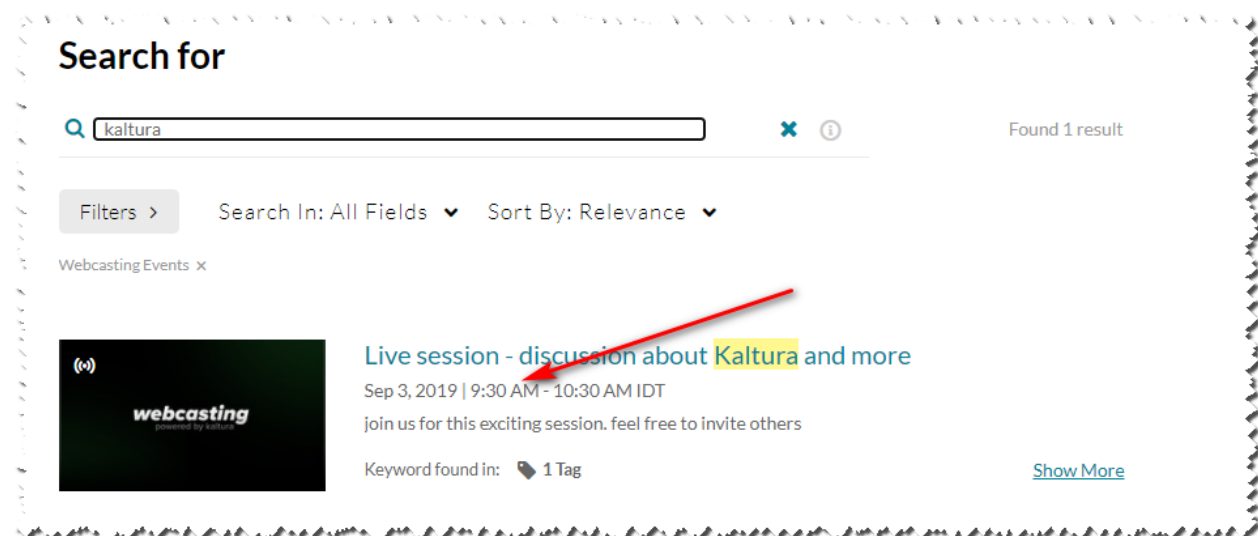 Search for
kaltura
Found 1 result
Filters >
Search In: All Fields
Sort By: Relevance
Webcasting Events ×
Live session - discussion about Kaltura and more
Sep 3, 2019 | 9:30 AM - 10:30 AM IDT
join us for this exciting session. feel free to invite others
Keyword found in: 1 Tag
Show More
webcasting
powered by kaltura